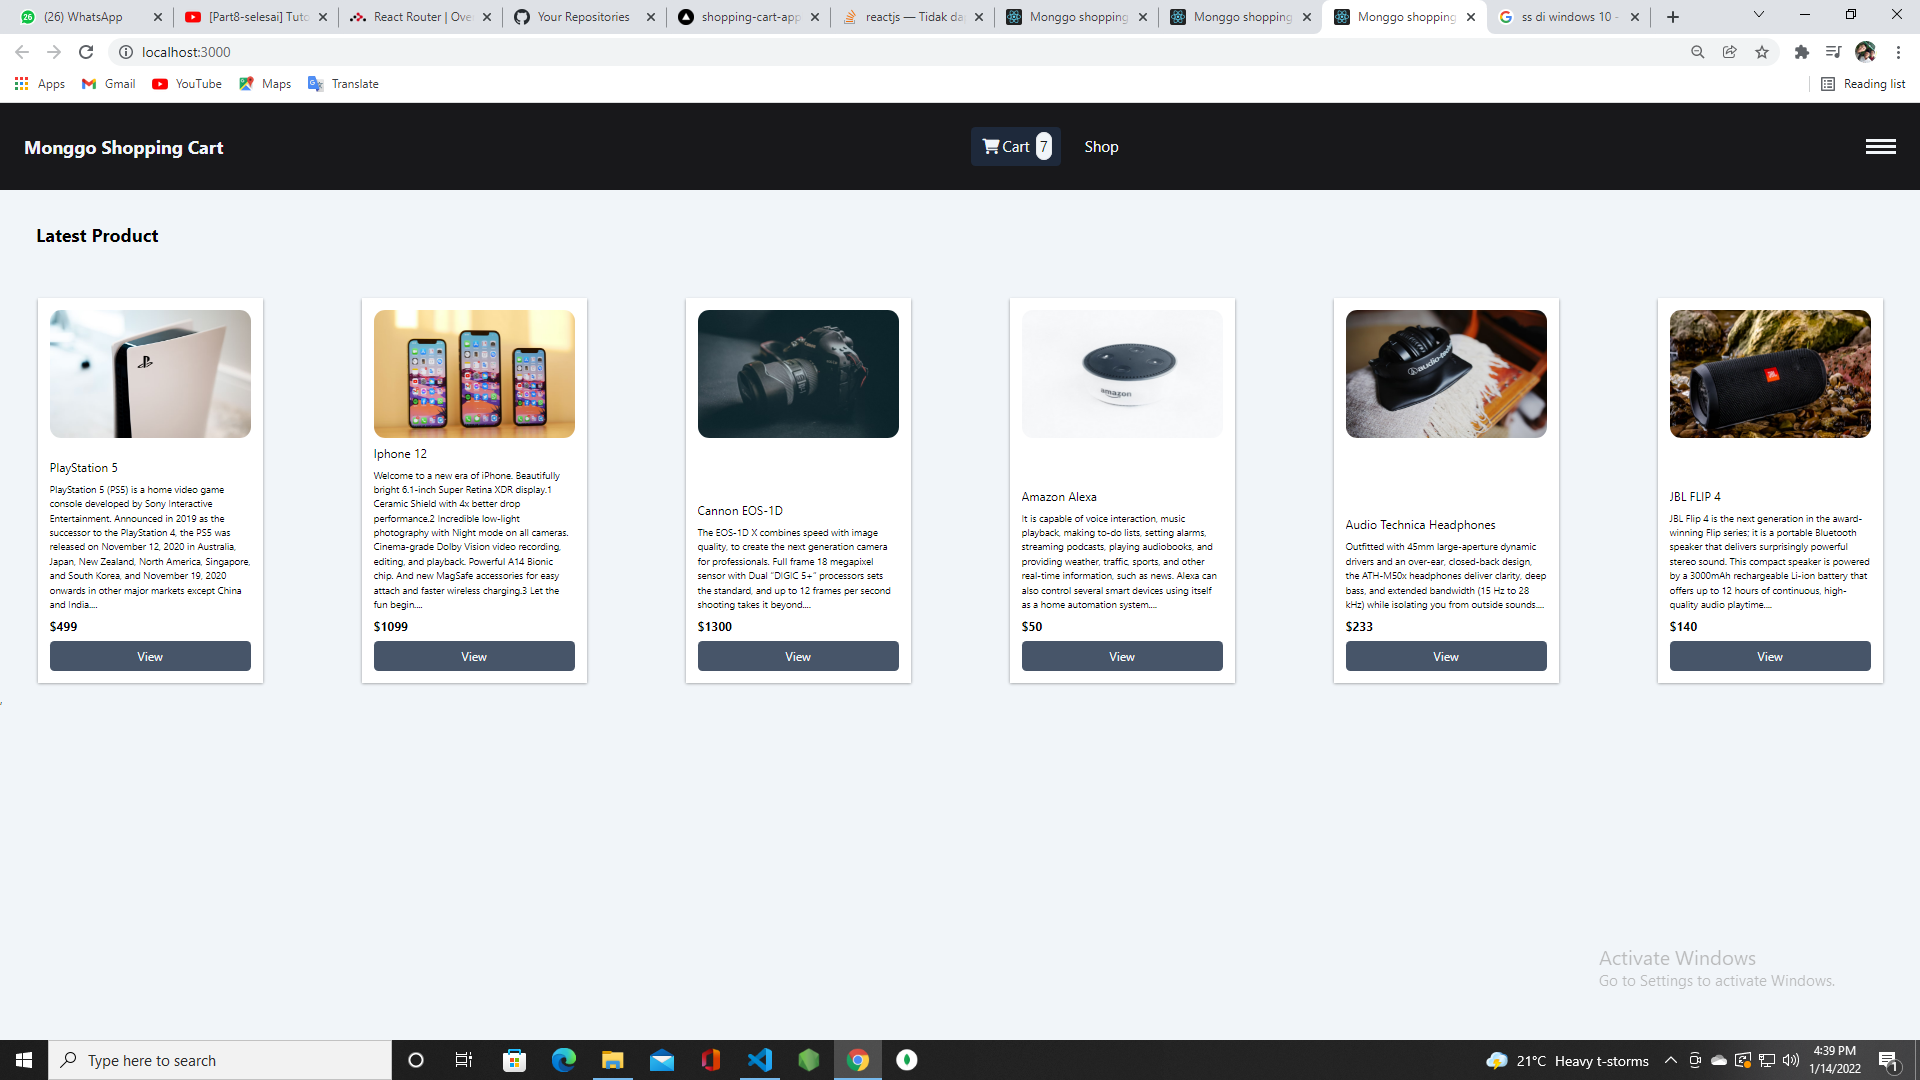 (26) WhatsApp
[Part8-selesai] Tuto
React Router | Ove
Your Repositories
shopping-cart-app
reactjs — Tidak da
Monggo shopping
Monggo shopping
Monggo shopping
ss di windows 10 -
localhost:3000
Apps
Gmail
YouTube
Maps
Translate
Reading list
Monggo Shopping Cart
Cart 7
Shop
Latest Product
PlayStation 5
PlayStation 5 (PS5) is a home video game
console developed by Sony Interactive
Entertainment. Announced in 2019 as the
successor to the PlayStation 4, the PS5 was
released on November 12, 2020 in Australia,
Japan, New Zealand, North America, Singapore,
and South Korea, and November 19, 2020
onwards in other major markets except China
and India....
$499
View
Iphone 12
Welcome to a new era of iPhone. Beautifully
bright 6.1-inch Super Retina XDR display.1
Ceramic Shield with 4x better drop
performance.2 Incredible low-light
photography with Night mode on all cameras.
Cinema-grade Dolby Vision video recording,
editing, and playback. Powerful A14 Bionic
chip. And new MagSafe accessories for easy
attach and faster wireless charging.3 Let the
fun begin....
$1099
View
Cannon EOS-1D
The EOS-1D X combines speed with image
quality, to create the next generation camera
for professionals. Full frame 18 megapixel
sensor with Dual “DIGIC 5+” processors sets
the standard, and up to 12 frames per second
shooting takes it beyond....
$1300
View
amazon
Amazon Alexa
It is capable of voice interaction, music
playback, making to-do lists, setting alarms,
streaming podcasts, playing audiobooks, and
providing weather, traffic, sports, and other
real-time information, such as news. Alexa can
also control several smart devices using itself
as a home automation system....
$50
View
audio-tech
Audio Technica Headphones
Outfitted with 45mm large-aperture dynamic
drivers and an over-ear, closed-back design,
the ATH-M50x headphones deliver clarity, deep
bass, and extended bandwidth (15 Hz to 28
kHz) while isolating you from outside sounds....
$233
View
JBL
JBL FLIP 4
JBL Flip 4 is the next generation in the award-
winning Flip series; it is a portable Bluetooth
speaker that delivers surprisingly powerful
stereo sound. This compact speaker is powered
by a 3000mAh rechargeable Li-ion battery that
offers up to 12 hours of continuous, high-
quality audio playtime....
$140
View
Activate Windows
Go to Settings to activate Windows.
Type here to search
21°C Heavy t-storms
4:39 PM
1/14/2022
1